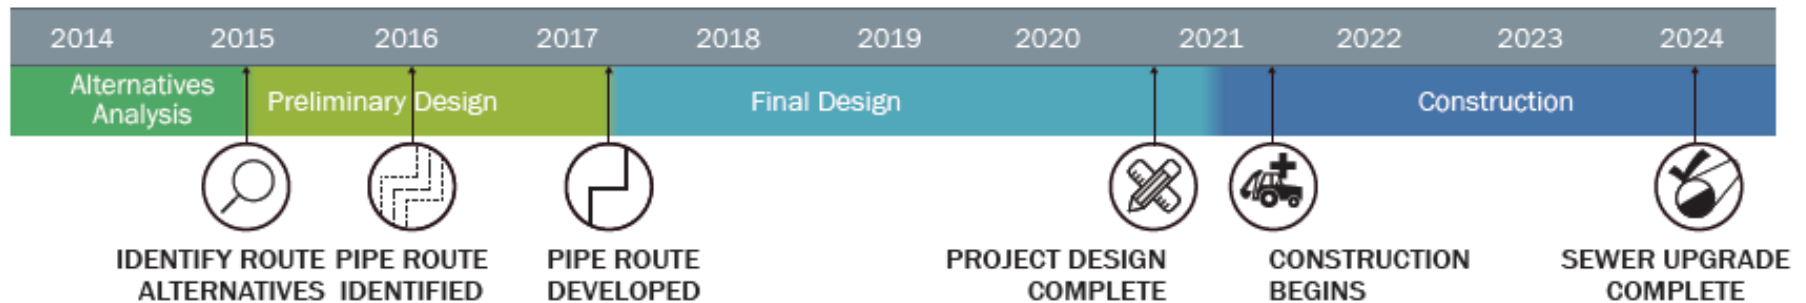 2014 2015 2016 2017 2018 2019 2020 2021 2022 2023 2024
Alternatives
Analysis
Preliminary Design
Final Design
Construction
IDENTIFY ROUTE
ALTERNATIVES
PIPE ROUTE
IDENTIFIED
PIPE ROUTE
DEVELOPED
PROJECT DESIGN
COMPLETE
CONSTRUCTION
BEGINS
SEWER UPGRADE
COMPLETE